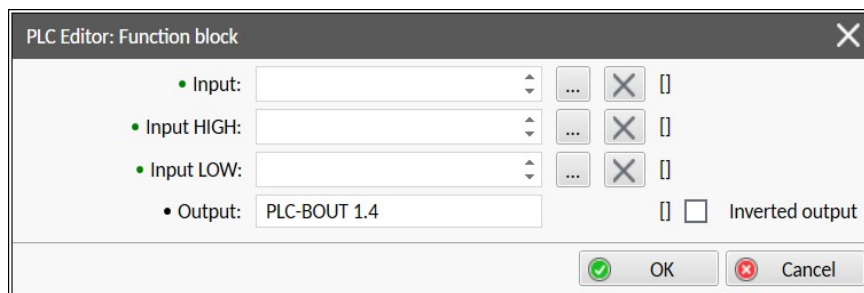 PLC Editor: Function block
• Input: ... []
• Input HIGH: ... []
• Input LOW: ... []
• Output: PLC-BOUT 1.4 [] Inverted output
OK Cancel